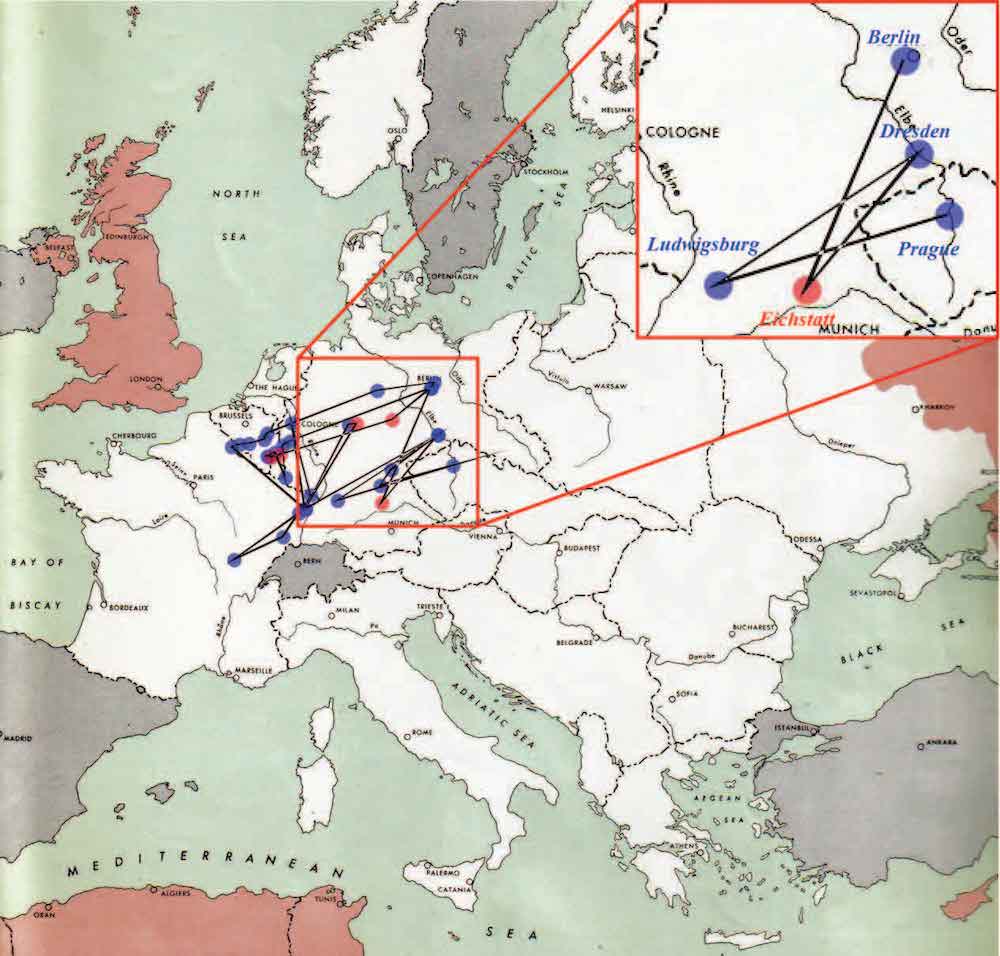 Berlin
Oder
Elbe
Dresden
COLOGNE
Rhine
Ludwigsburg
Prague
Eichstatt
MUNICH
Danu
HELSINKI
OSLO
STOCKHOLM
NORTH
SEA
BALTIC SEA
EDINBURGH
BELFAST
COPENHAGEN
LONDON
THE HAGUE
BERLIN
Oder
Vistula
WARSAW
BRUSSELS
COLOGNE
Elbe
KHARKOV
CHERBOURG
Dnieper
Seine
PARIS
Loire
MUNICH
VIENNA
BUDAPEST
ODESSA
BAY OF
BISCAY
BERN
SEVASTOPOL
BORDEAUX
MILAN
TRIESTE
Po
Rhône
BELGRADE
BUCHAREST
Danube
BLACK SEA
MARSEILLE
SOFIA
ADRIATIC SEA
MADRID
ROME
ISTANBUL
ANKARA
AEGEAN
SEA
ATHENS
MEDITERRANEAN
PALERMO
CATANIA
ALGIERS
ORAN
TUNIS
SEA